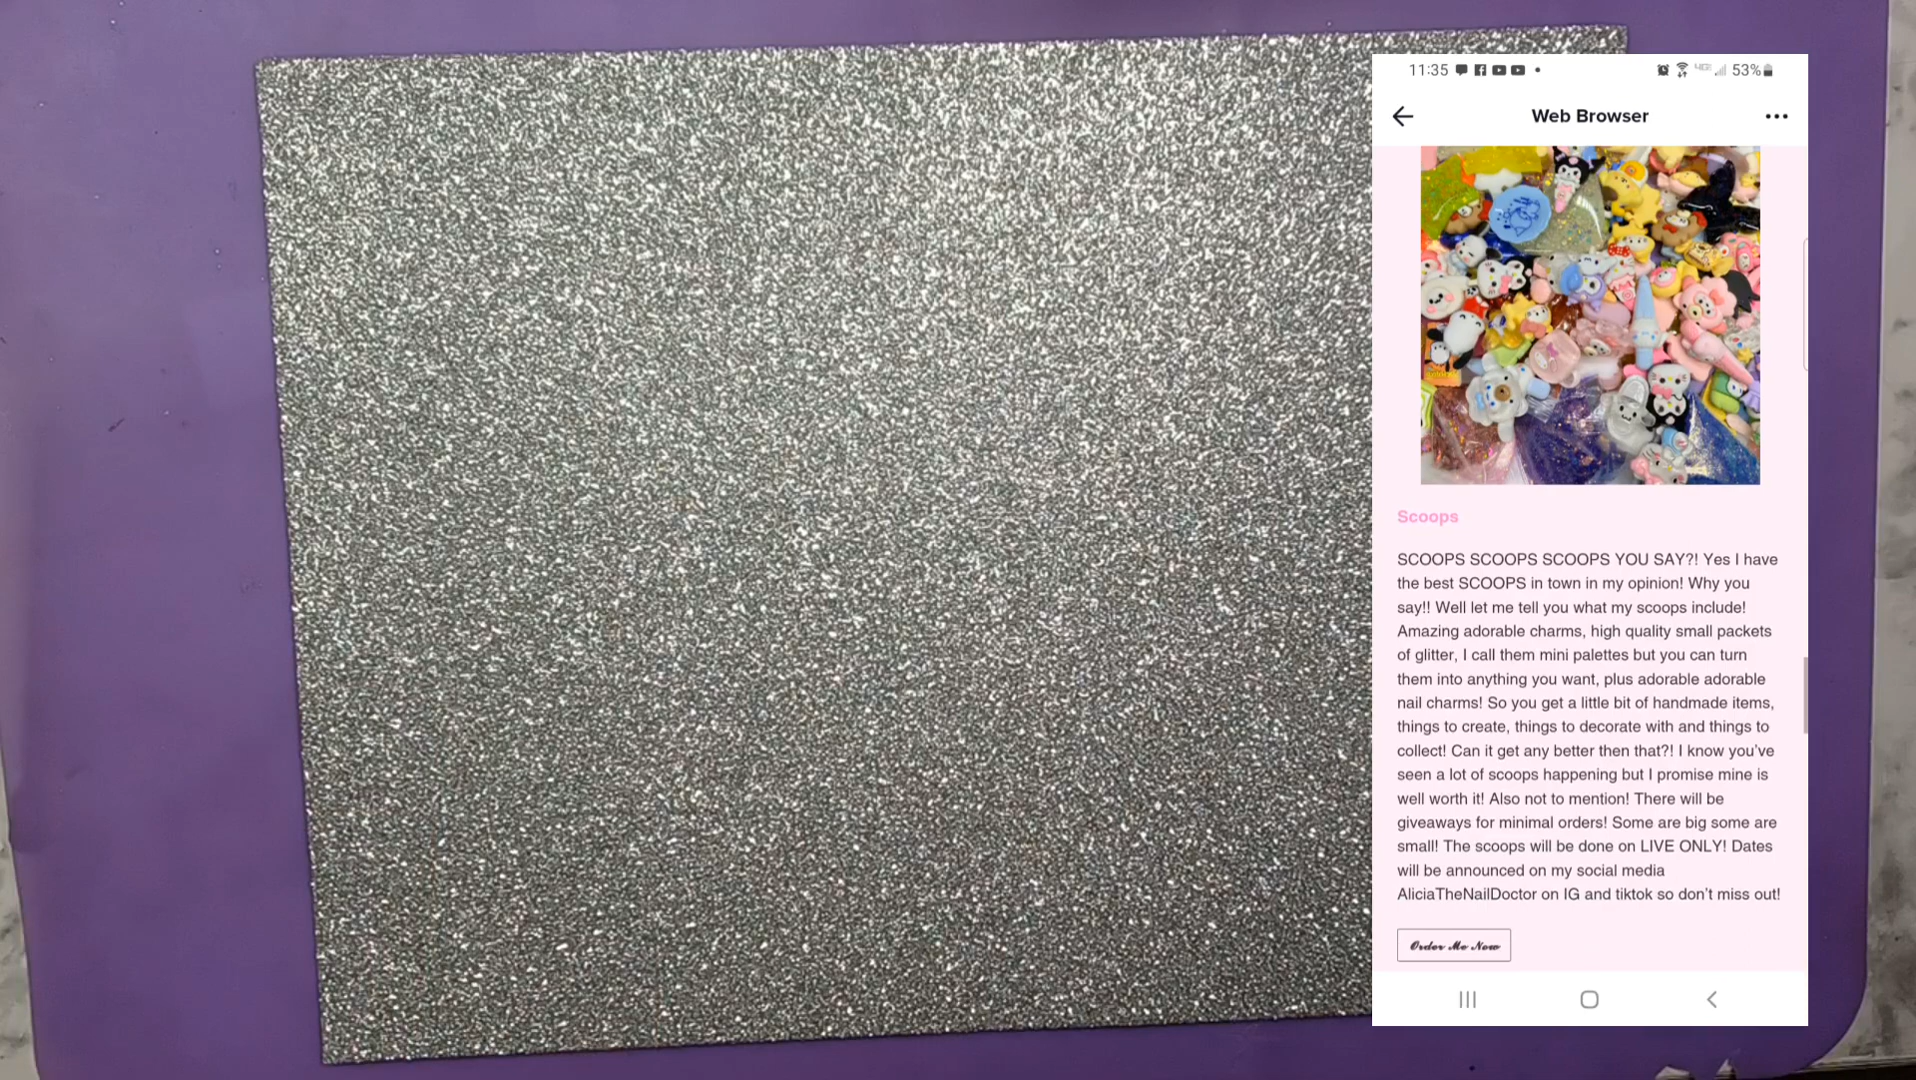 11:35
53%
Web Browser
Scoops
SCOOPS SCOOPS SCOOPS YOU SAY?! Yes I have
the best SCOOPS in town in my opinion! Why you
say!! Well let me tell you what my scoops include!
Amazing adorable charms, high quality small packets
of glitter, I call them mini palettes but you can turn
them into anything you want, plus adorable adorable
nail charms! So you get a little bit of handmade items,
things to create, things to decorate with and things to
collect! Can it get any better then that?! I know you've
seen a lot of scoops happening but I promise mine is
well worth it! Also not to mention! There will be
giveaways for minimal orders! Some are big some are
small! The scoops will be done on LIVE ONLY! Dates
will be announced on my social media
AliciaTheNailDoctor on IG and tiktok so don't miss out!
Order Me Now